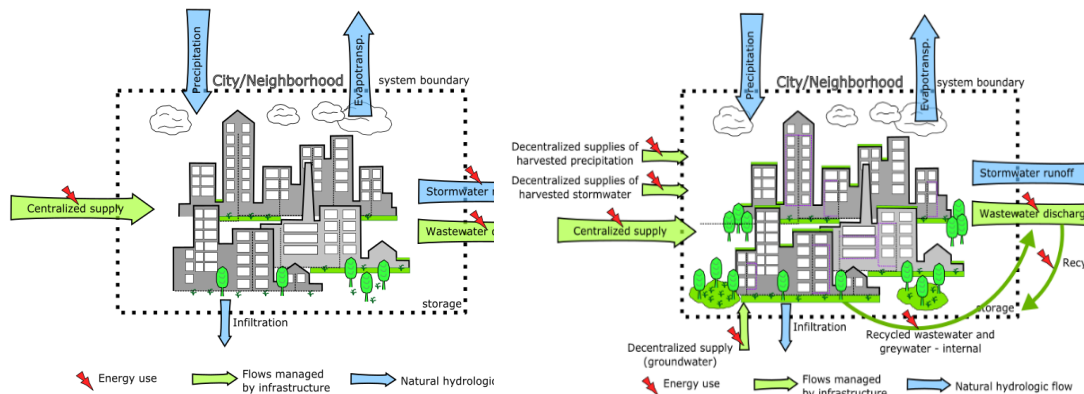 Precipitation
Evapotransp.
City/Neighborhood
system boundary
Centralized supply
Stormwater
Wastewater
storage
Infiltration
Energy use
Flows managed
by infrastructure
Natural hydrologic
Precipitation
Evapotransp.
City/Neighborhood
system boundary
Decentralized supplies of
harvested precipitation
Decentralized supplies of
harvested stormwater
Centralized supply
Stormwater runoff
Wastewater discharg
Recy
storage
Infiltration
Recycled wastewater and
greywater - internal
Decentralized supply
(groundwater)
Energy use
Flows managed
by infrastructure
Natural hydrologic flow